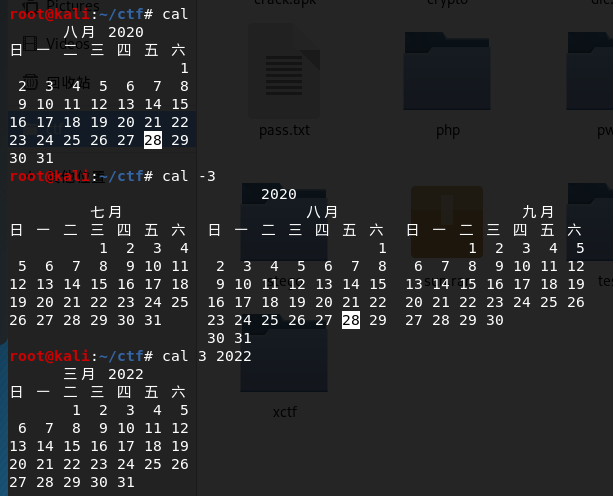 root@kali:~/ctf# cal
八月 2020
日 一 二 三 四 五 六
1
2 3 4 5 6 7 8
9 10 11 12 13 14 15
16 17 18 19 20 21 22
23 24 25 26 27 28 29
30 31
root@kali:~/ctf# cal -3
2020
七月 八月 九月
日 一 二 三 四 五 六 日 一 二 三 四 五 六 日 一 二 三 四 五 六
1 2 3 4 1 1 2 3 4 5
5 6 7 8 9 10 11 2 3 4 5 6 7 8 6 7 8 9 10 11 12
12 13 14 15 16 17 18 9 10 11 12 13 14 15 13 14 15 16 17 18 19
19 20 21 22 23 24 25 16 17 18 19 20 21 22 20 21 22 23 24 25 26
26 27 28 29 30 31 23 24 25 26 27 28 29 27 28 29 30
30 31
root@kali:~/ctf# cal 3 2022
三月 2022
日 一 二 三 四 五 六
1 2 3 4 5
6 7 8 9 10 11 12
13 14 15 16 17 18 19
20 21 22 23 24 25 26
27 28 29 30 31
Pictures
Videos
回收站
crack.apk
crypto
pass.txt
php
xctf